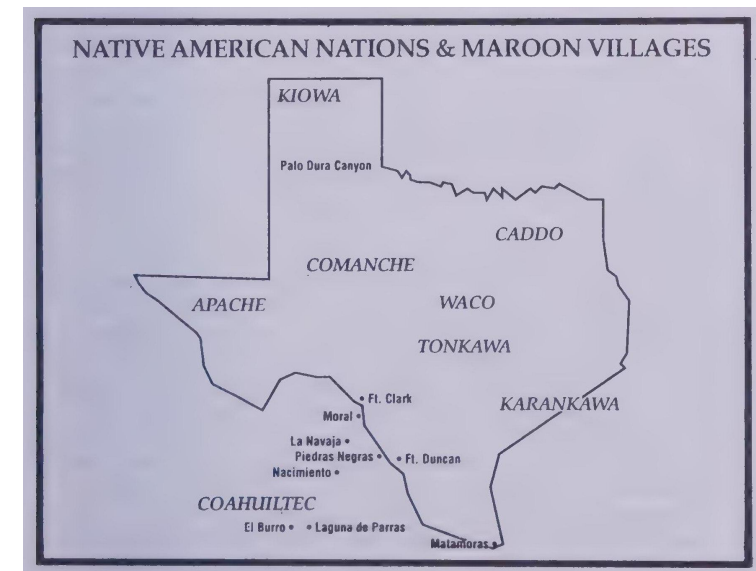 NATIVE AMERICAN NATIONS & MAROON VILLAGES
KIOWA
Palo Dura Canyon
CADDO
COMANCHE
APACHE
WACO
TONKAWA
KARANKAWA
Ft. Clark
Moral
La Navaja
Piedras Negras
Ft. Duncan
Nacimiento
COAHUILTEC
El Burro
Laguna de Parras
Matamoras